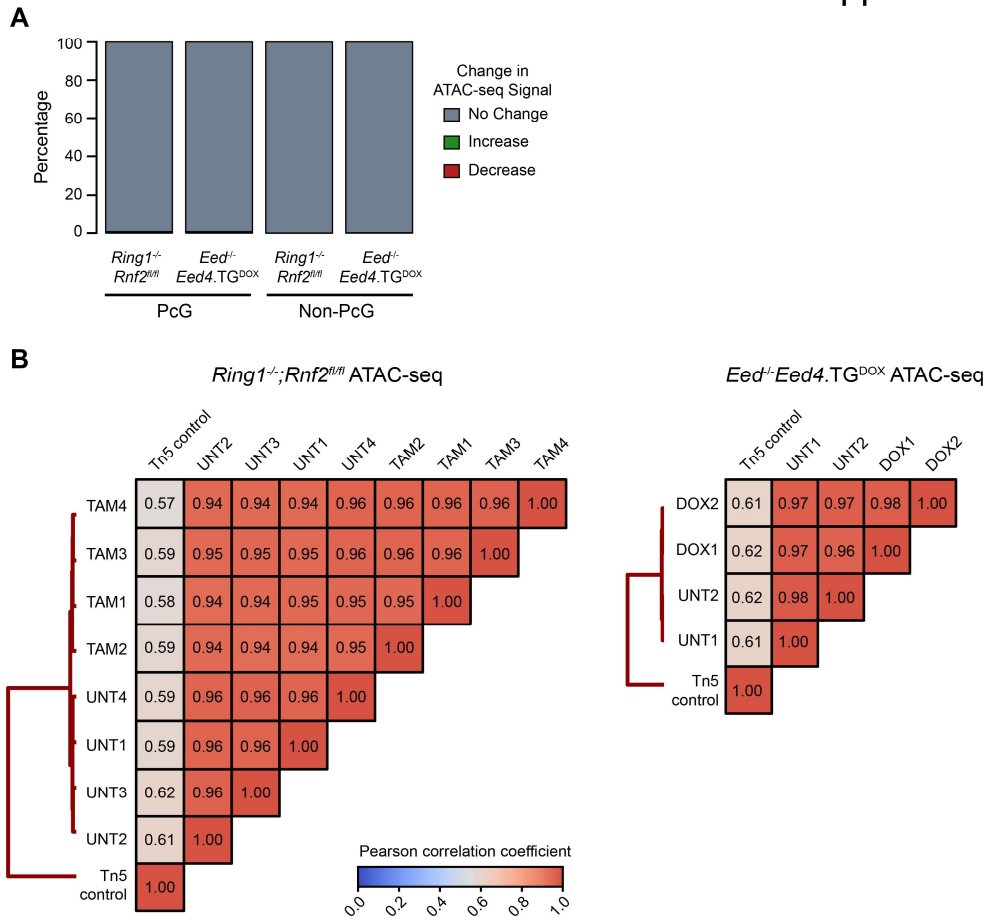 A
100
80
60
40
20
0
Percentage
Change in
ATAC-seq Signal
No Change
Increase
Decrease
Ring1-/- Eed-/- Ring1-/- Eed-/-
Rnf2fl/fl Eed4.TGDOX Rnf2fl/fl Eed4.TGDOX
PcG Non-PcG
B
Ring1-/-;Rnf2fl/fl ATAC-seq
Tn5 control UNT2 UNT3 UNT1 UNT4 TAM2 TAM1 TAM3 TAM4
TAM4 0.57 0.94 0.94 0.94 0.96 0.96 0.96 0.96 1.00
TAM3 0.59 0.95 0.95 0.95 0.96 0.96 0.96 1.00
TAM1 0.58 0.94 0.94 0.95 0.95 0.95 1.00
TAM2 0.59 0.94 0.94 0.94 0.95 1.00
UNT4 0.59 0.96 0.96 0.96 1.00
UNT1 0.59 0.96 0.96 1.00
UNT3 0.62 0.96 1.00
UNT2 0.61 1.00
Tn5
control 1.00
Eed-/-Eed4.TGDOX ATAC-seq
Tn5 control UNT1 UNT2 DOX1 DOX2
DOX2 0.61 0.97 0.97 0.98 1.00
DOX1 0.62 0.97 0.96 1.00
UNT2 0.62 0.98 1.00
UNT1 0.61 1.00
Tn5
control 1.00
Pearson correlation coefficient
0.0 0.2 0.4 0.6 0.8 1.0